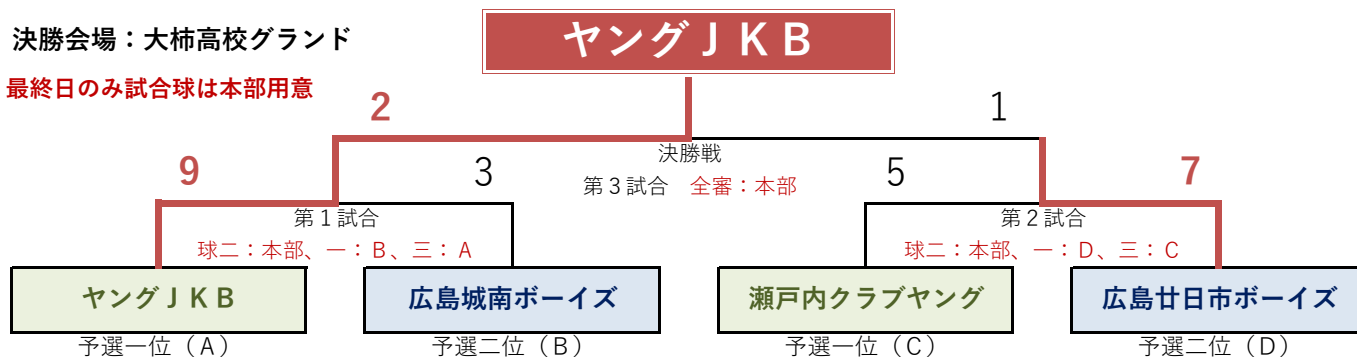 決勝会場：大柿高校グランド
ヤングＪＫＢ
最終日のみ試合球は本部用意
2
1
決勝戦
第３試合　全審：本部
9
3
5
7
第１試合
第２試合
球二：本部、一：Ｂ、三：Ａ
球二：本部、一：Ｄ、三：Ｃ
ヤングＪＫＢ
広島城南ボーイズ
瀬戸内クラブヤング
広島廿日市ボーイズ
予選一位（Ａ）
予選二位（Ｂ）
予選一位（Ｃ）
予選二位（Ｄ）